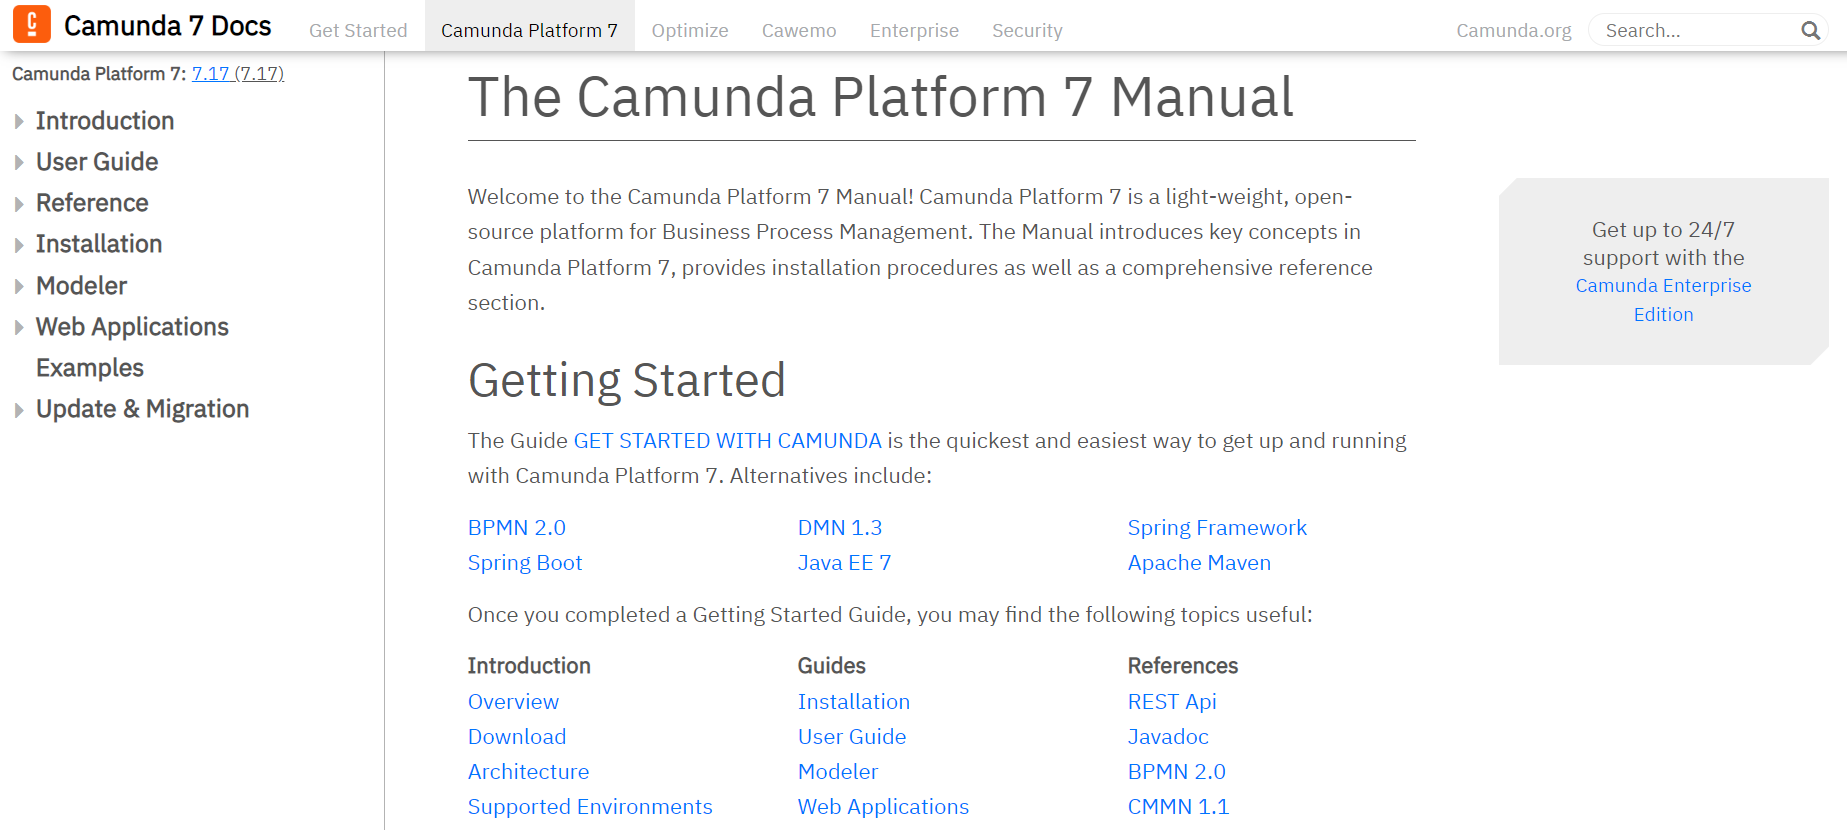 Camunda 7 Docs
Get Started
Camunda Platform 7
Optimize
Cawemo
Enterprise
Security
Camunda.org
Search...
Camunda Platform 7: 7.17 (7.17)
Introduction
User Guide
Reference
Installation
Modeler
Web Applications
Examples
Update & Migration
The Camunda Platform 7 Manual
Welcome to the Camunda Platform 7 Manual! Camunda Platform 7 is a light-weight, open-
source platform for Business Process Management. The Manual introduces key concepts in
Camunda Platform 7, provides installation procedures as well as a comprehensive reference
section.
Getting Started
The Guide GET STARTED WITH CAMUNDA is the quickest and easiest way to get up and running
with Camunda Platform 7. Alternatives include:
BPMN 2.0
DMN 1.3
Spring Framework
Spring Boot
Java EE 7
Apache Maven
Once you completed a Getting Started Guide, you may find the following topics useful:
Introduction
Overview
Download
Architecture
Supported Environments
Guides
Installation
User Guide
Modeler
Web Applications
References
REST Api
Javadoc
BPMN 2.0
CMMN 1.1
Get up to 24/7
support with the
Camunda Enterprise
Edition